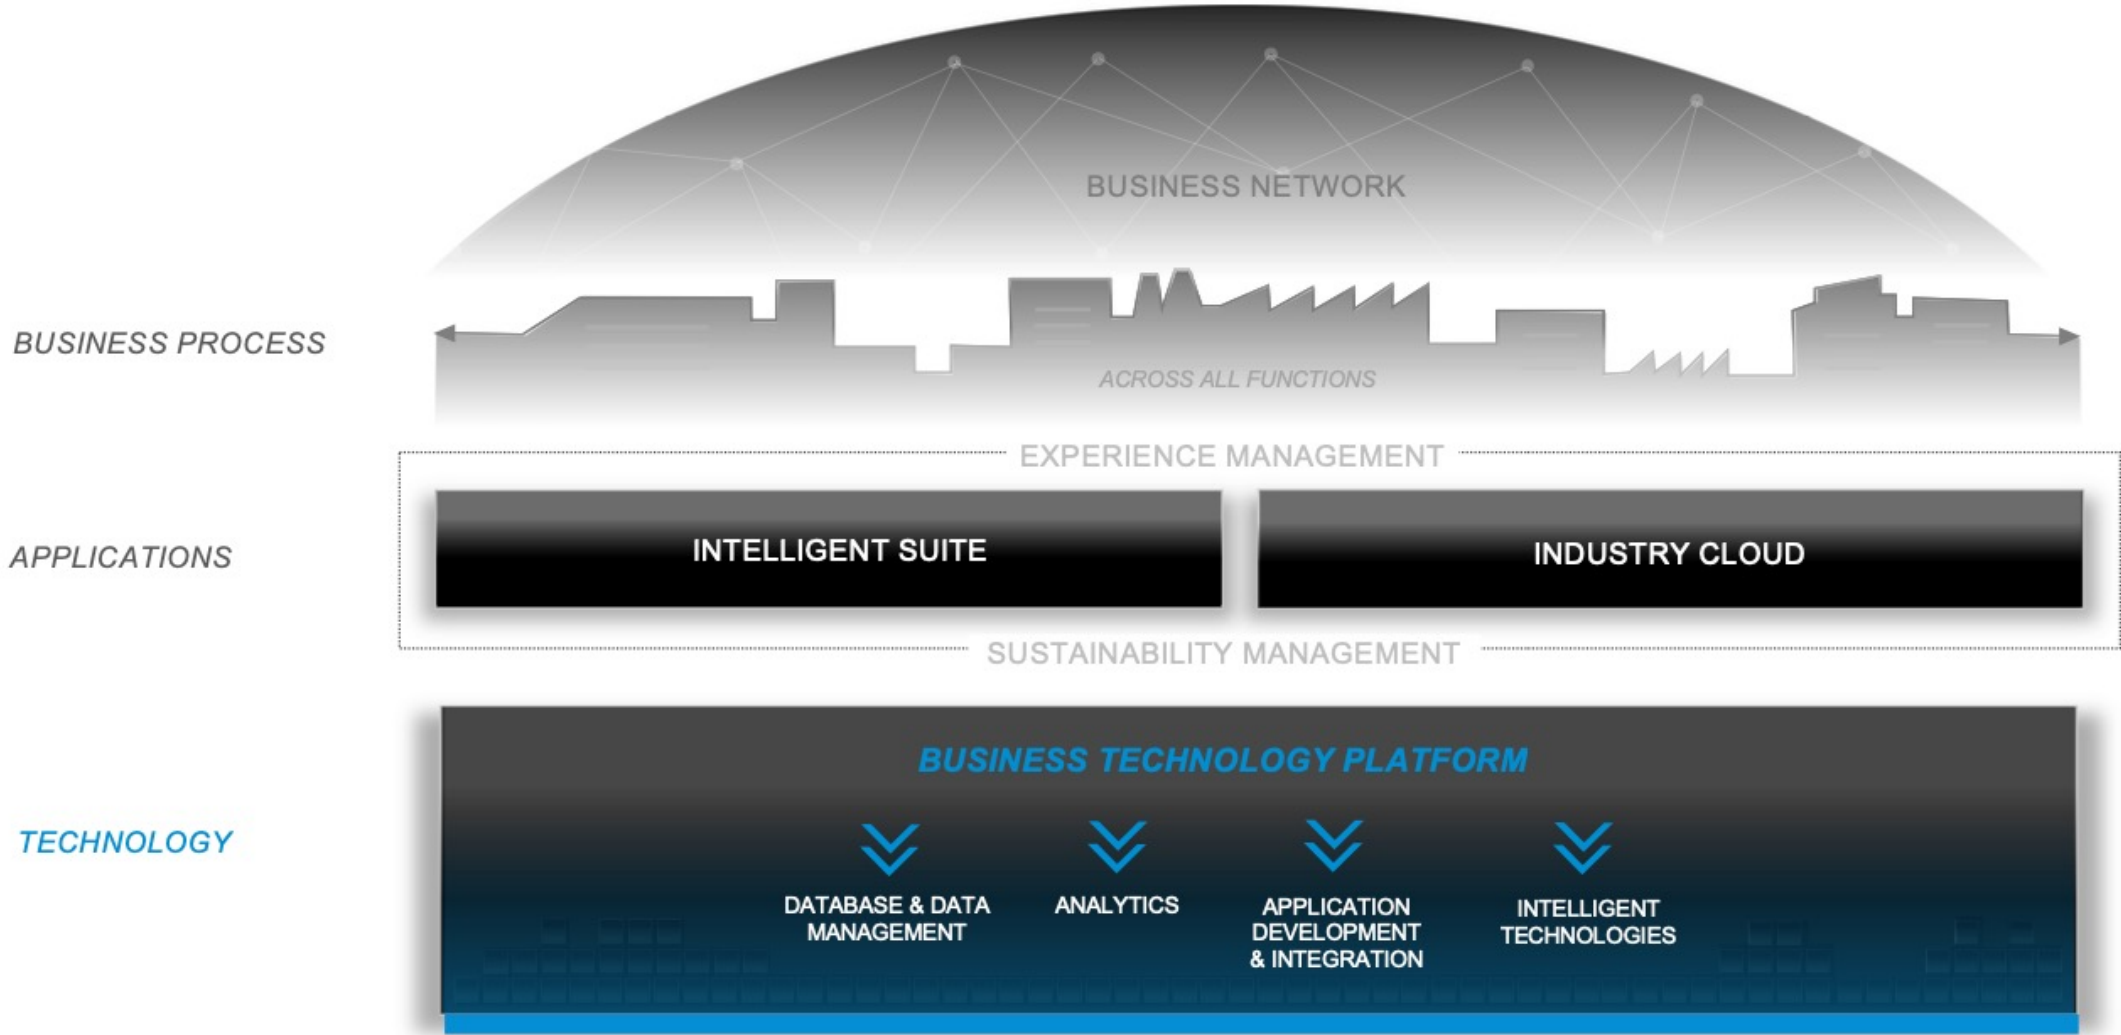 BUSINESS NETWORK
BUSINESS PROCESS
ACROSS ALL FUNCTIONS
EXPERIENCE MANAGEMENT
APPLICATIONS
INTELLIGENT SUITE
INDUSTRY CLOUD
SUSTAINABILITY MANAGEMENT
TECHNOLOGY
BUSINESS TECHNOLOGY PLATFORM
DATABASE & DATA
MANAGEMENT
ANALYTICS
APPLICATION
DEVELOPMENT
& INTEGRATION
INTELLIGENT
TECHNOLOGIES